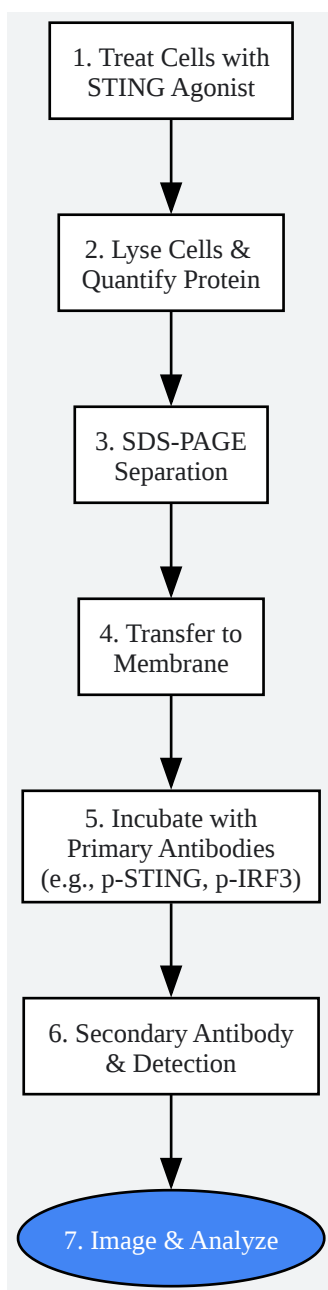 1. Treat Cells with
STING Agonist
2. Lyse Cells &
Quantify Protein
3. SDS-PAGE
Separation
4. Transfer to
Membrane
5. Incubate with
Primary Antibodies
(e.g., p-STING, p-IRF3)
6. Secondary Antibody
& Detection
7. Image & Analyze